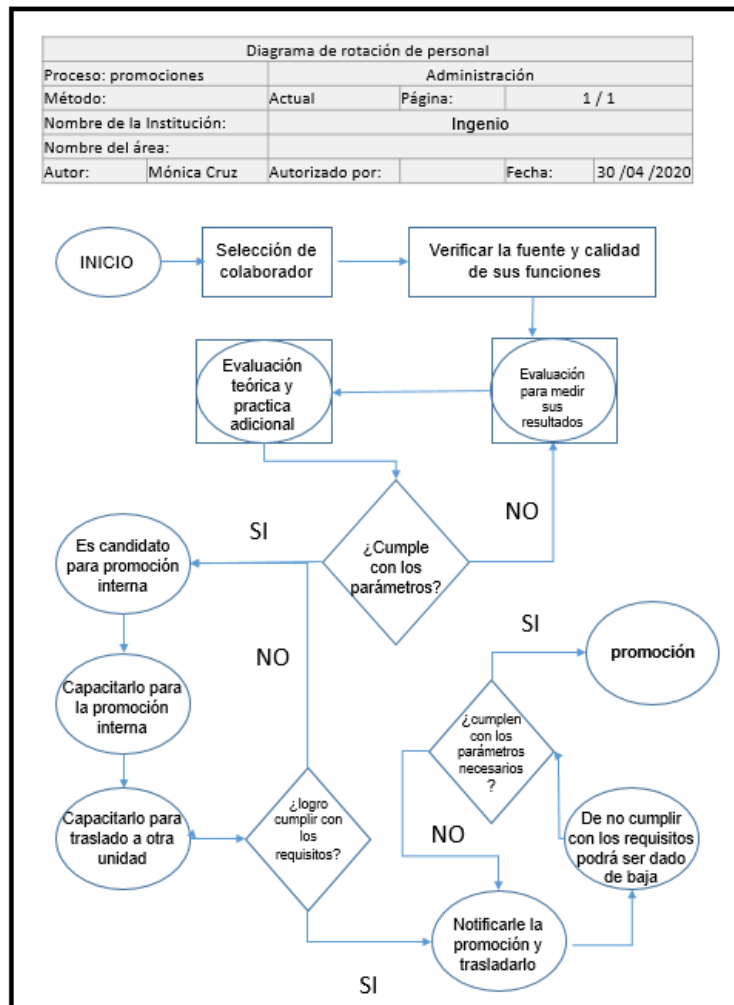 Diagrama de rotación de personal
Proceso: promociones Administración
Método: Actual Página: 1 / 1
Nombre de la Institución: Ingenio
Nombre del área:
Autor: Mónica Cruz Autorizado por: Fecha: 30 /04 /2020
INICIO
Selección de
colaborador
Verificar la fuente y calidad
de sus funciones
Evaluación
teórica y
practica
adicional
Evaluación
para medir
sus
resultados
NO
SI
¿Cumple
con los
parámetros?
Es candidato
para promoción
interna
SI
promoción
NO
Capacitarlo para
la promoción
interna
¿cumplen
con los
parámetros
necesarios
?
Capacitarlo para
traslado a otra
unidad
¿logro
cumplir con
los
requisitos?
NO
De no cumplir
con los requisitos
podrá ser dado
de baja
Notificarle la
promoción y
trasladarlo
SI